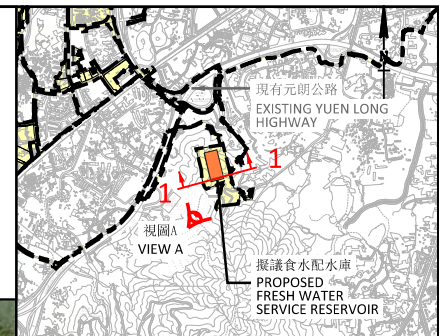 現有元朗公路
EXISTING YUEN LONG
HIGHWAY
1
1
視圖A
VIEW A
擬議食水配水庫
PROPOSED
FRESH WATER
SERVICE RESERVOIR